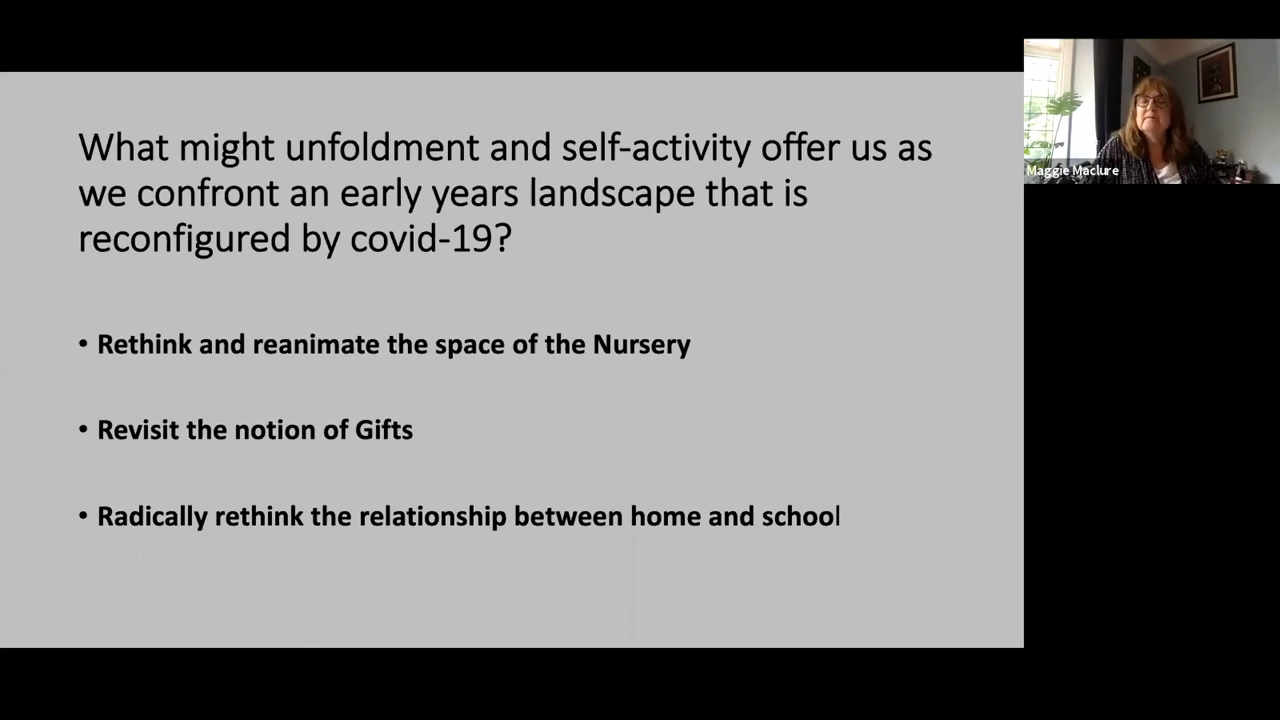 What might unfoldment and self-activity offer us as
we confront an early years landscape that is
reconfigured by covid-19?
• Rethink and reanimate the space of the Nursery
• Revisit the notion of Gifts
• Radically rethink the relationship between home and school
Maggie Maclure